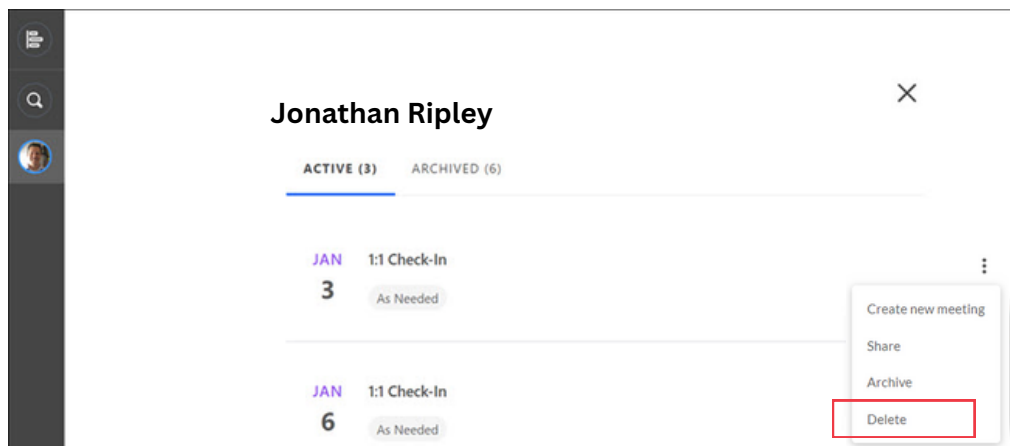 Jonathan Ripley
ACTIVE (3) ARCHIVED (6)
JAN 1:1 Check-In
3 As Needed
Create new meeting
Share
Archive
JAN 1:1 Check-In
6 As Needed
Delete